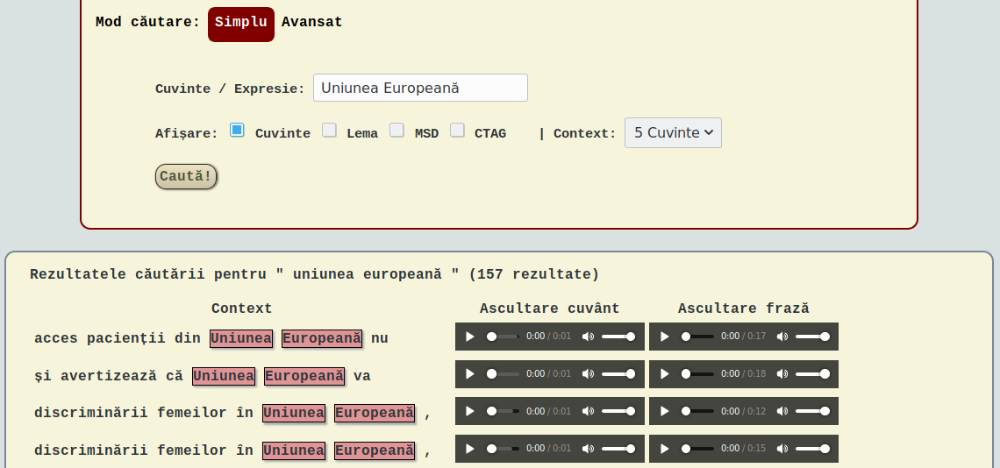 Mod căutare: Simplu Avansat
Cuvinte / Expresie: Uniunea Europeană
Afișare: Cuvinte Lema MSD CTAG | Context: 5 Cuvinte
Caută!
Rezultatele căutării pentru " uniunea europeană " (157 rezultate)
Context Ascultare cuvânt Ascultare frază
acces pacienții din Uniunea Europeană nu 0:00 / 0:01 0:00 / 0:17
și avertizează că Uniunea Europeană va 0:00 / 0:01 0:00 / 0:18
discriminării femeilor în Uniunea Europeană , 0:00 / 0:01 0:00 / 0:12
discriminării femeilor în Uniunea Europeană , 0:00 / 0:01 0:00 / 0:15